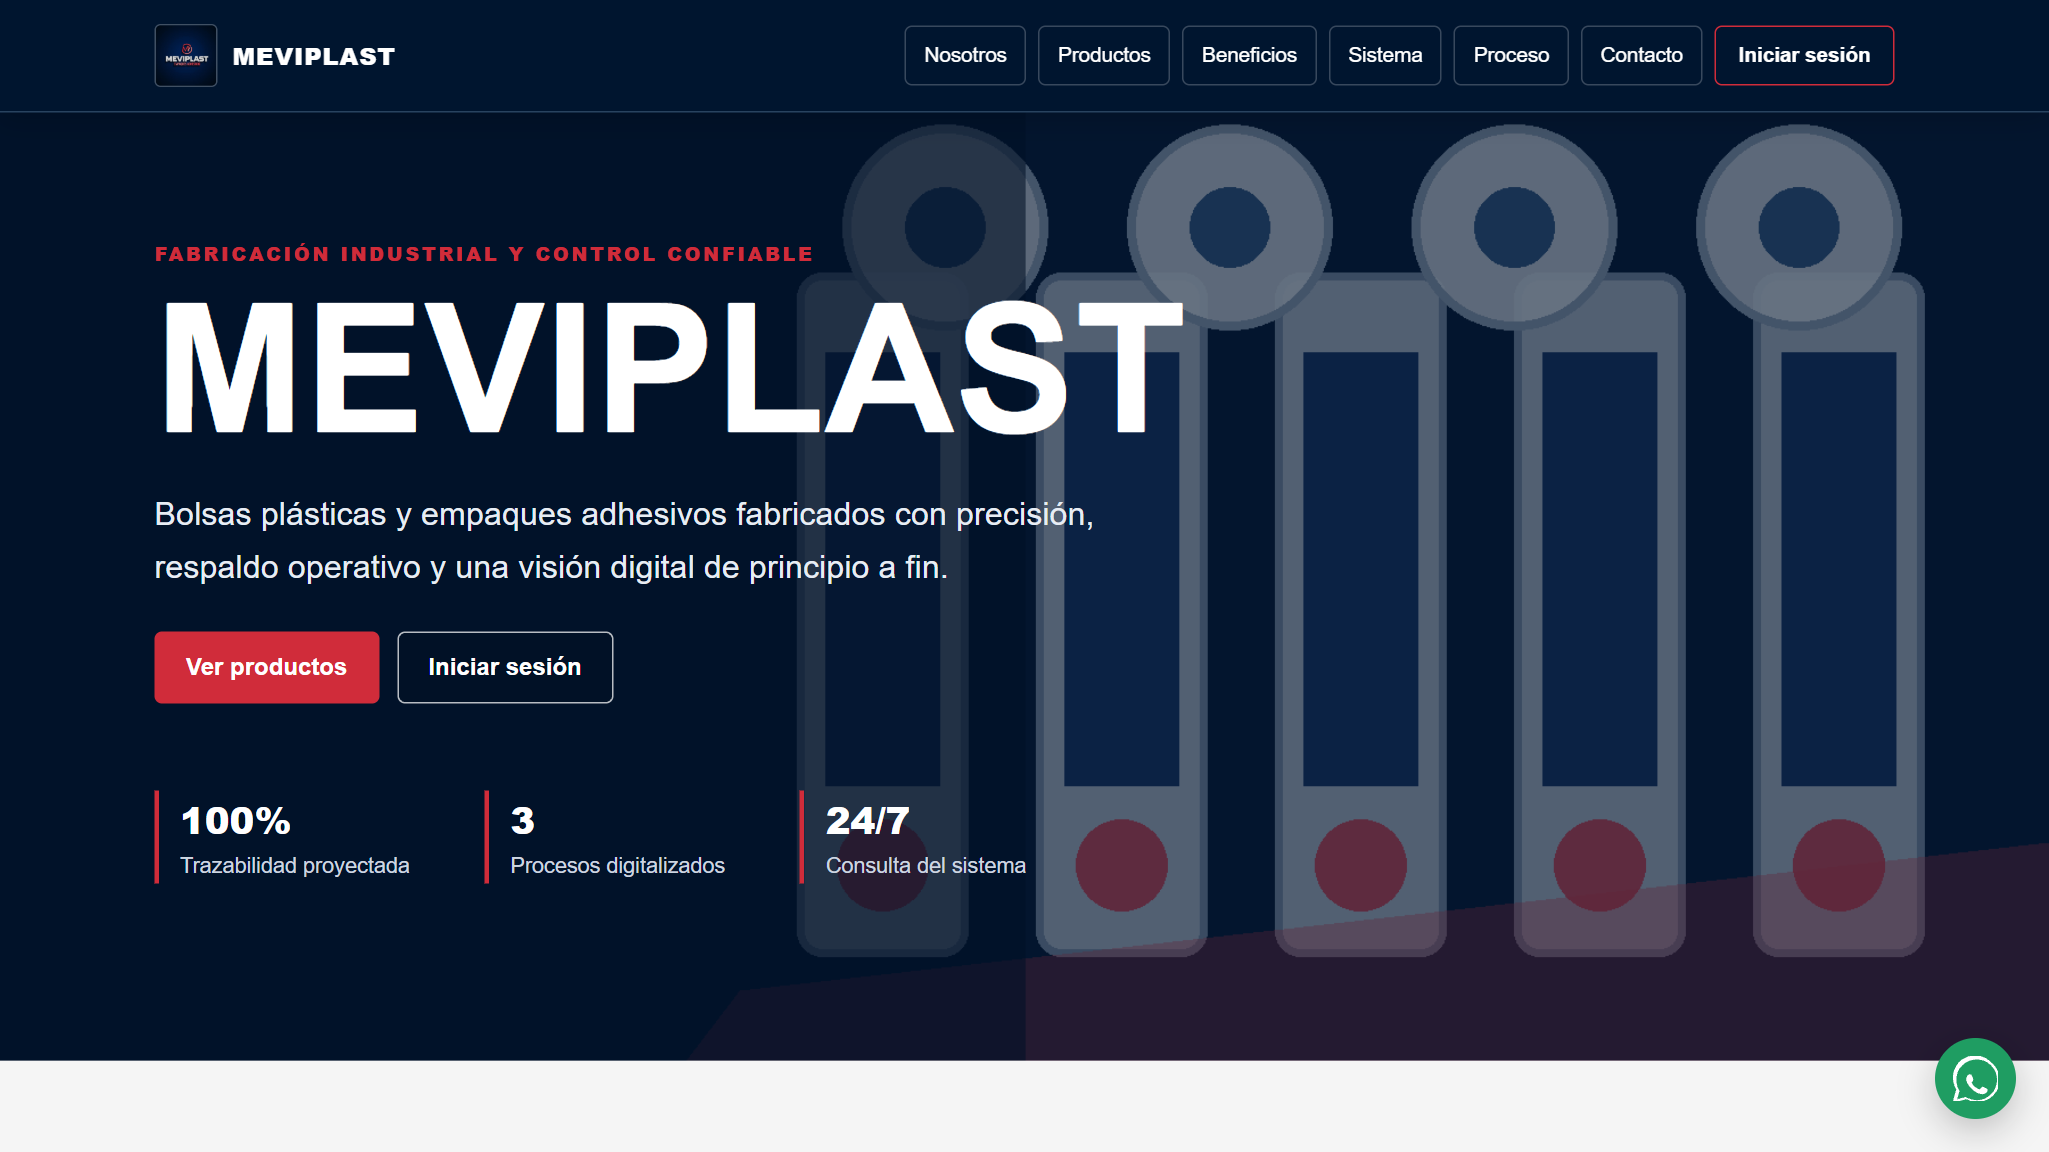 MEVIPLAST
MEVIPLAST
Nosotros
Productos
Beneficios
Sistema
Proceso
Contacto
Iniciar sesión
FABRICACIÓN INDUSTRIAL Y CONTROL CONFIABLE
MEVIPLAST
Bolsas plásticas y empaques adhesivos fabricados con precisión,
respaldo operativo y una visión digital de principio a fin.
Ver productos
Iniciar sesión
100%
Trazabilidad proyectada
3
Procesos digitalizados
24/7
Consulta del sistema